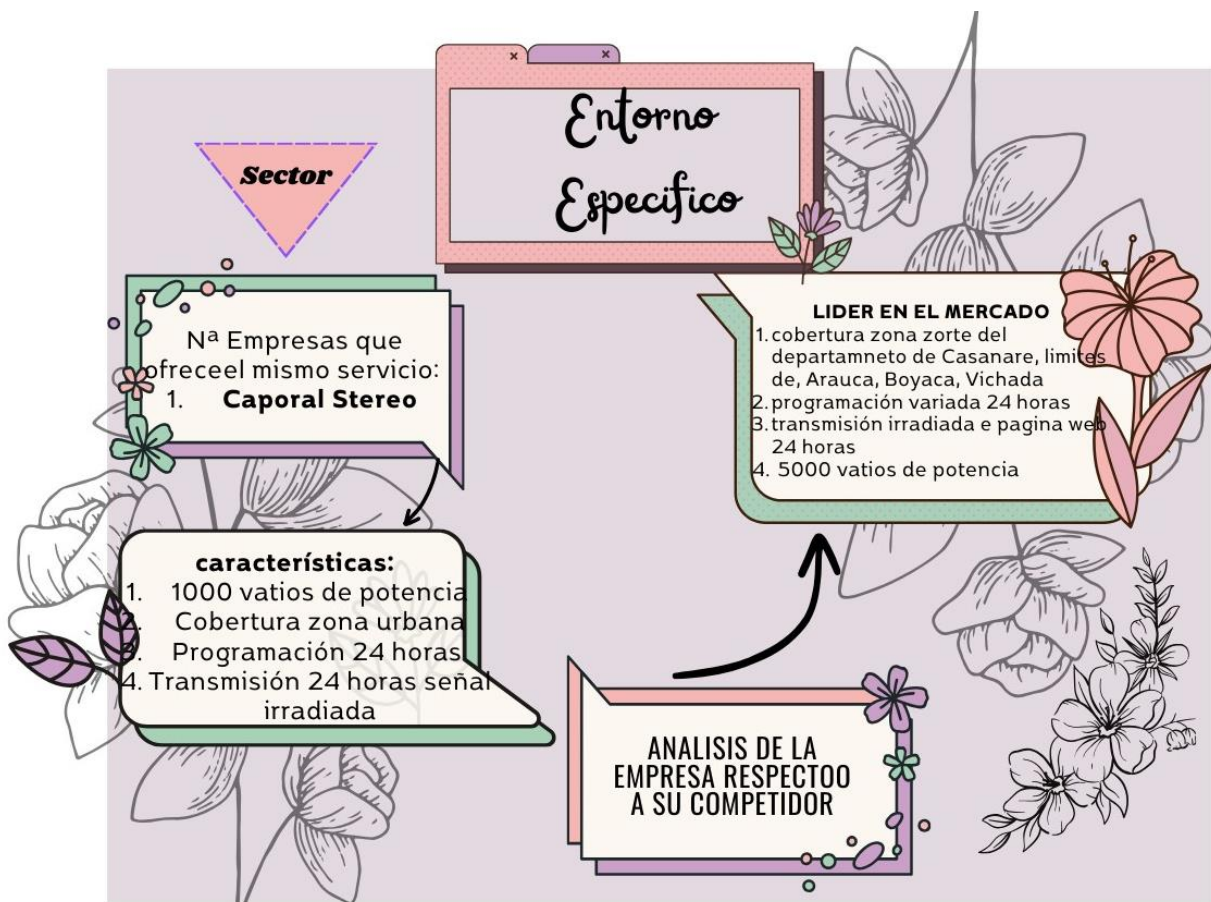 Entorno
Especifico
Sector
Nª Empresas que
ofreceel mismo servicio:
1. Caporal Stereo
características:
1. 1000 vatios de potencia
2. Cobertura zona urbana
3. Programación 24 horas
4. Transmisión 24 horas señal
irradiada
LIDER EN EL MERCADO
1. cobertura zona zorte del
departamneto de Casanare, limites
de, Arauca, Boyaca, Vichada
2. programación variada 24 horas
3. transmisión irradiada e pagina web
24 horas
4. 5000 vatios de potencia
ANALISIS DE LA
EMPRESA RESPECTOO
A SU COMPETIDOR